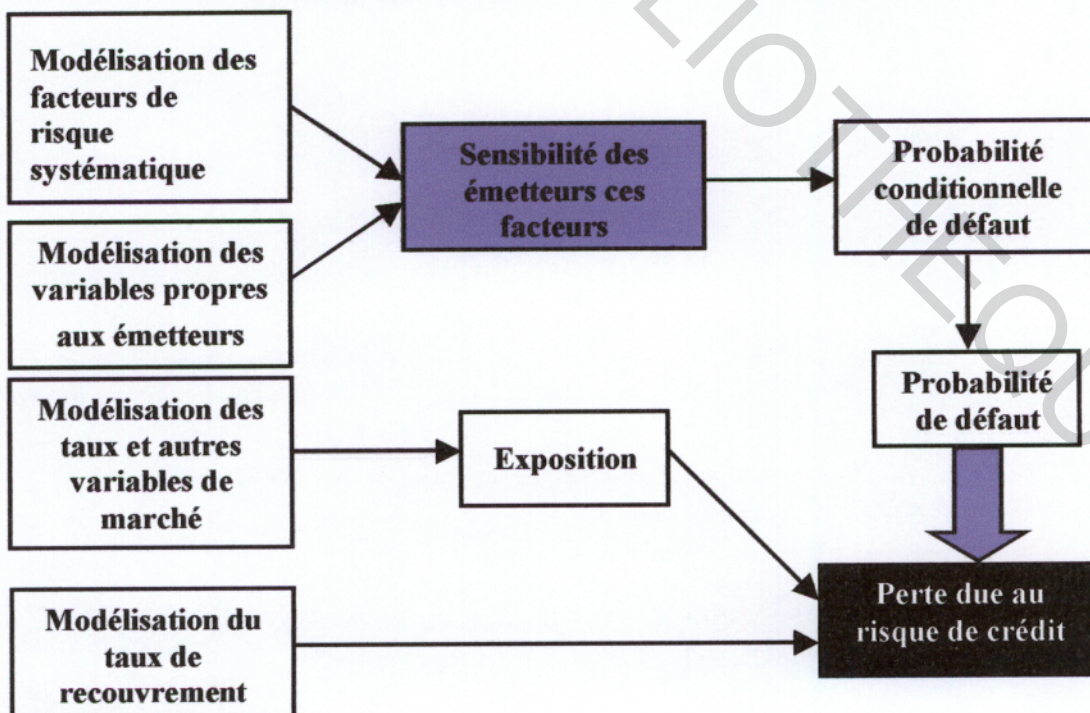 Modélisation des
facteurs de
risque
systématique
Sensibilité des
émetteurs ces
facteurs
Probabilité
conditionnelle
de défaut
Modélisation des
variables propres
aux émetteurs
Probabilité
de défaut
Modélisation des
taux et autres
variables de
marché
Exposition
Perte due au
risque de crédit
Modélisation du
taux de
recouvrement
LIOTHEQU